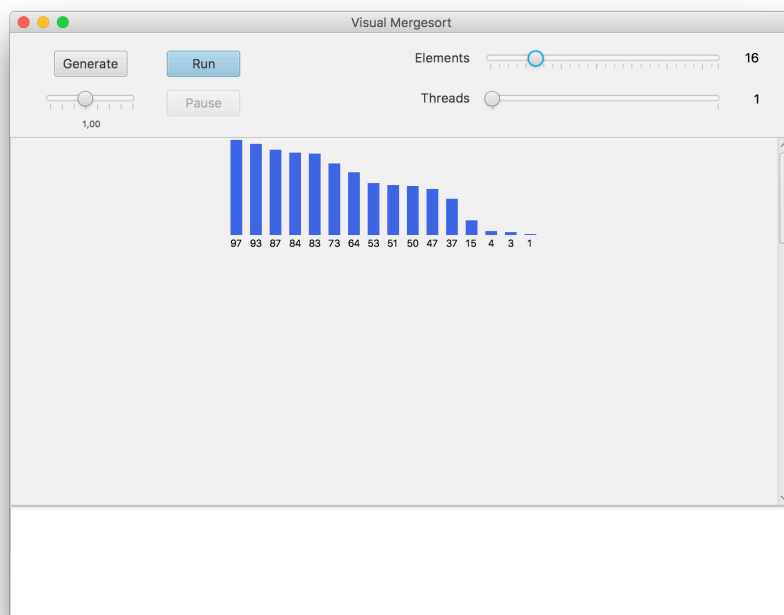 Visual Mergesort
Generate Run Elements 16
Pause Threads 1
1,00
97 93 87 84 83 73 64 53 51 50 47 37 15 4 3 1